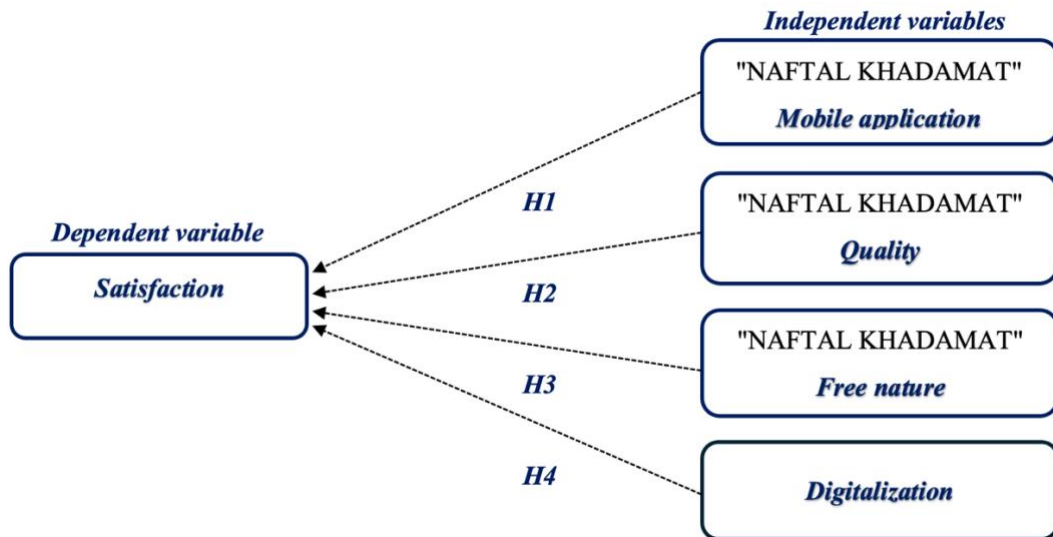 Independent variables
"NAFTAL KHADAMAT"
Mobile application
H1
"NAFTAL KHADAMAT"
Quality
Dependent variable
Satisfaction
H2
"NAFTAL KHADAMAT"
Free nature
H3
H4
Digitalization